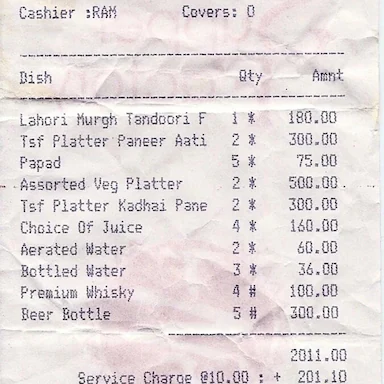 Cashier :RAM Covers: 0
Dish Qty Amnt
Lahori Murgh Tandoori F 1 * 180.00
Tsf Platter Paneer Aati 2 * 300.00
Papad 5 * 75.00
Assorted Veg Platter 2 * 500.00
Tsf Platter Kadhai Pane 2 * 300.00
Choice Of Juice 4 * 160.00
Aerated Water 2 * 60.00
Bottled Water 3 * 36.00
Premium Whisky 4 # 100.00
Beer Bottle 5 # 300.00
2011.00
Service Charge @10.00 : + 201.10